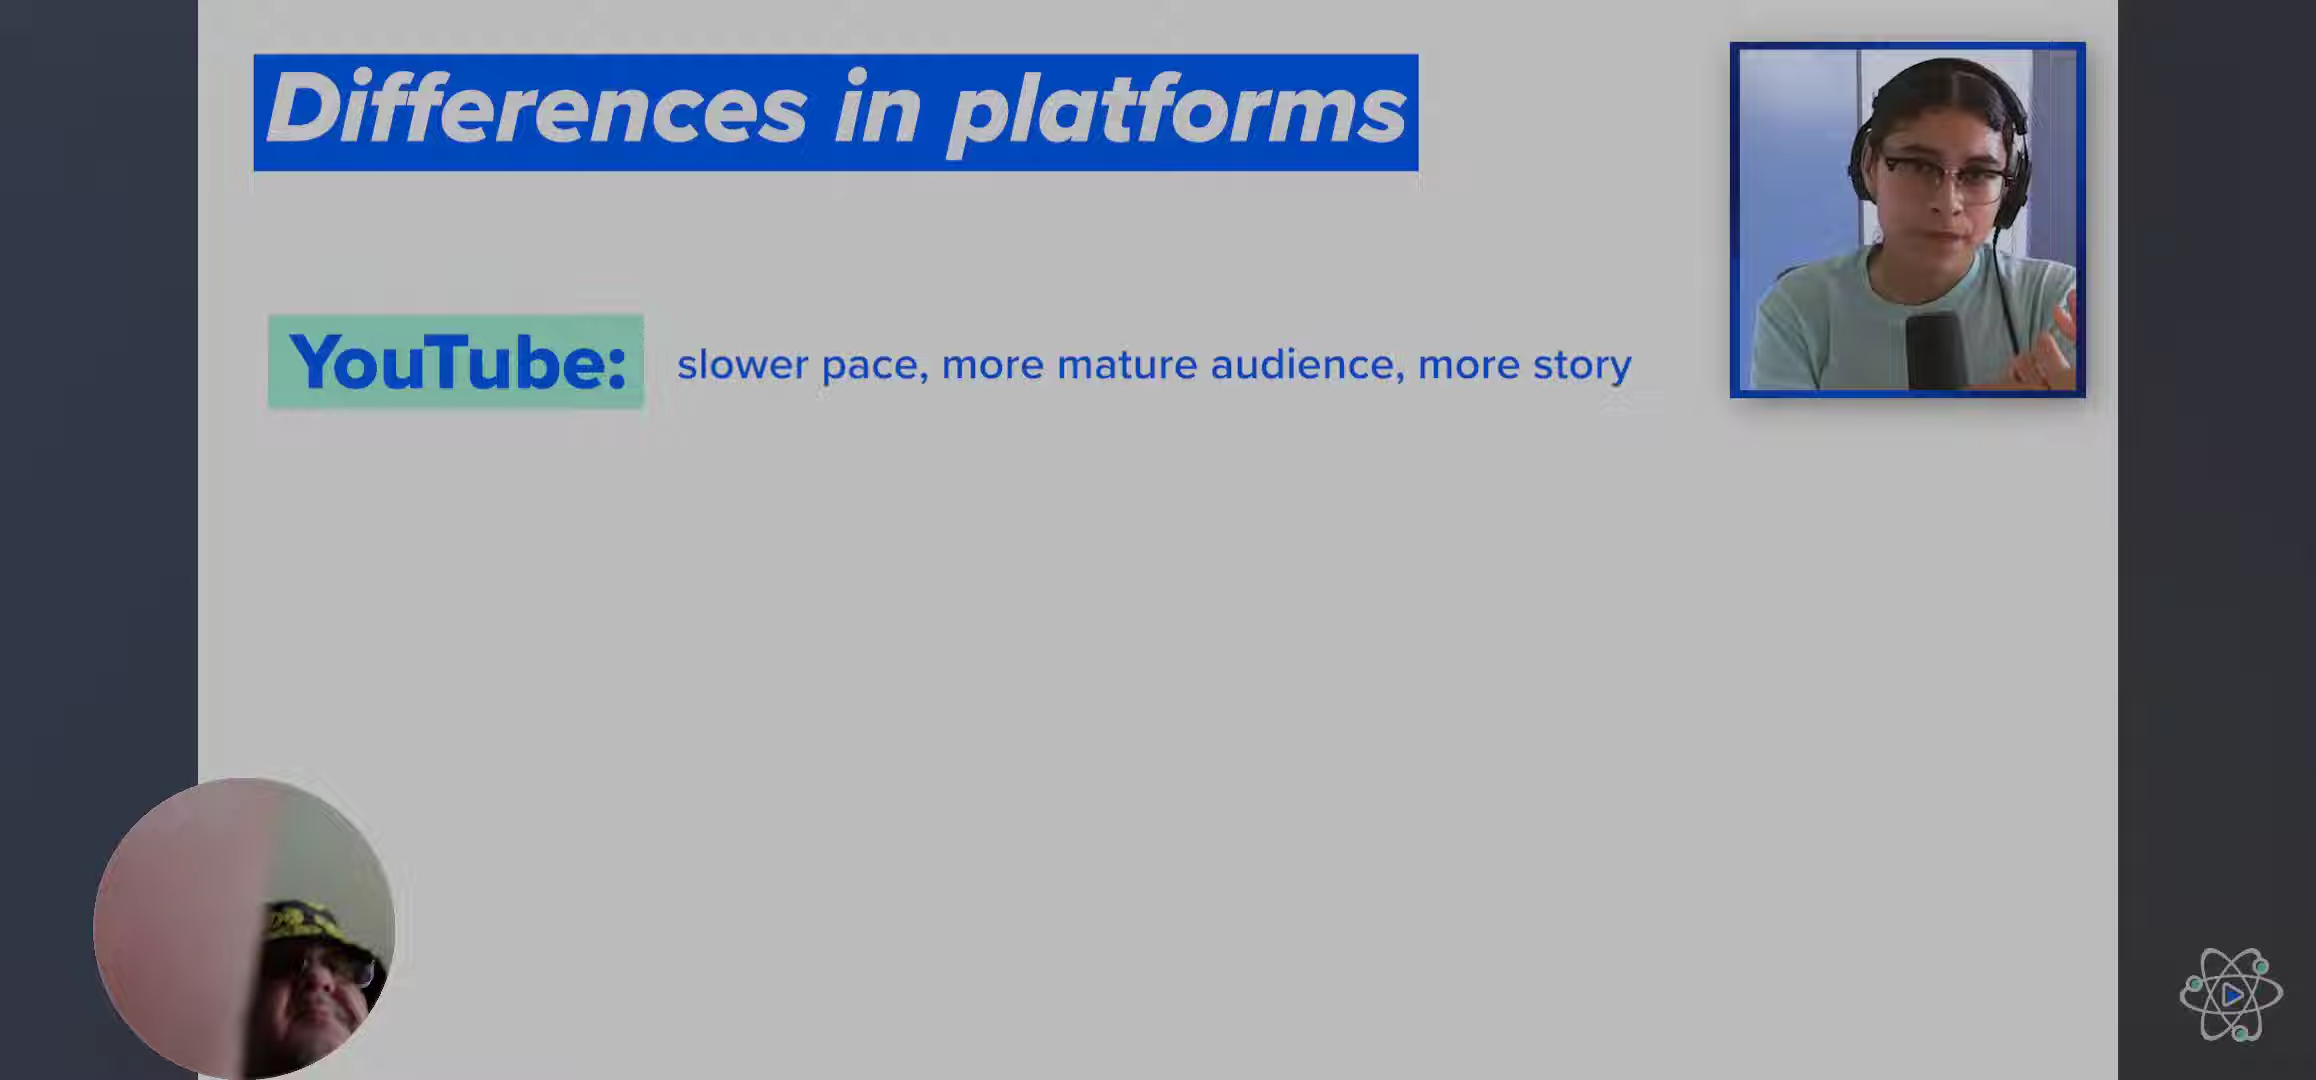 Differences in platforms
YouTube: slower pace, more mature audience, more story